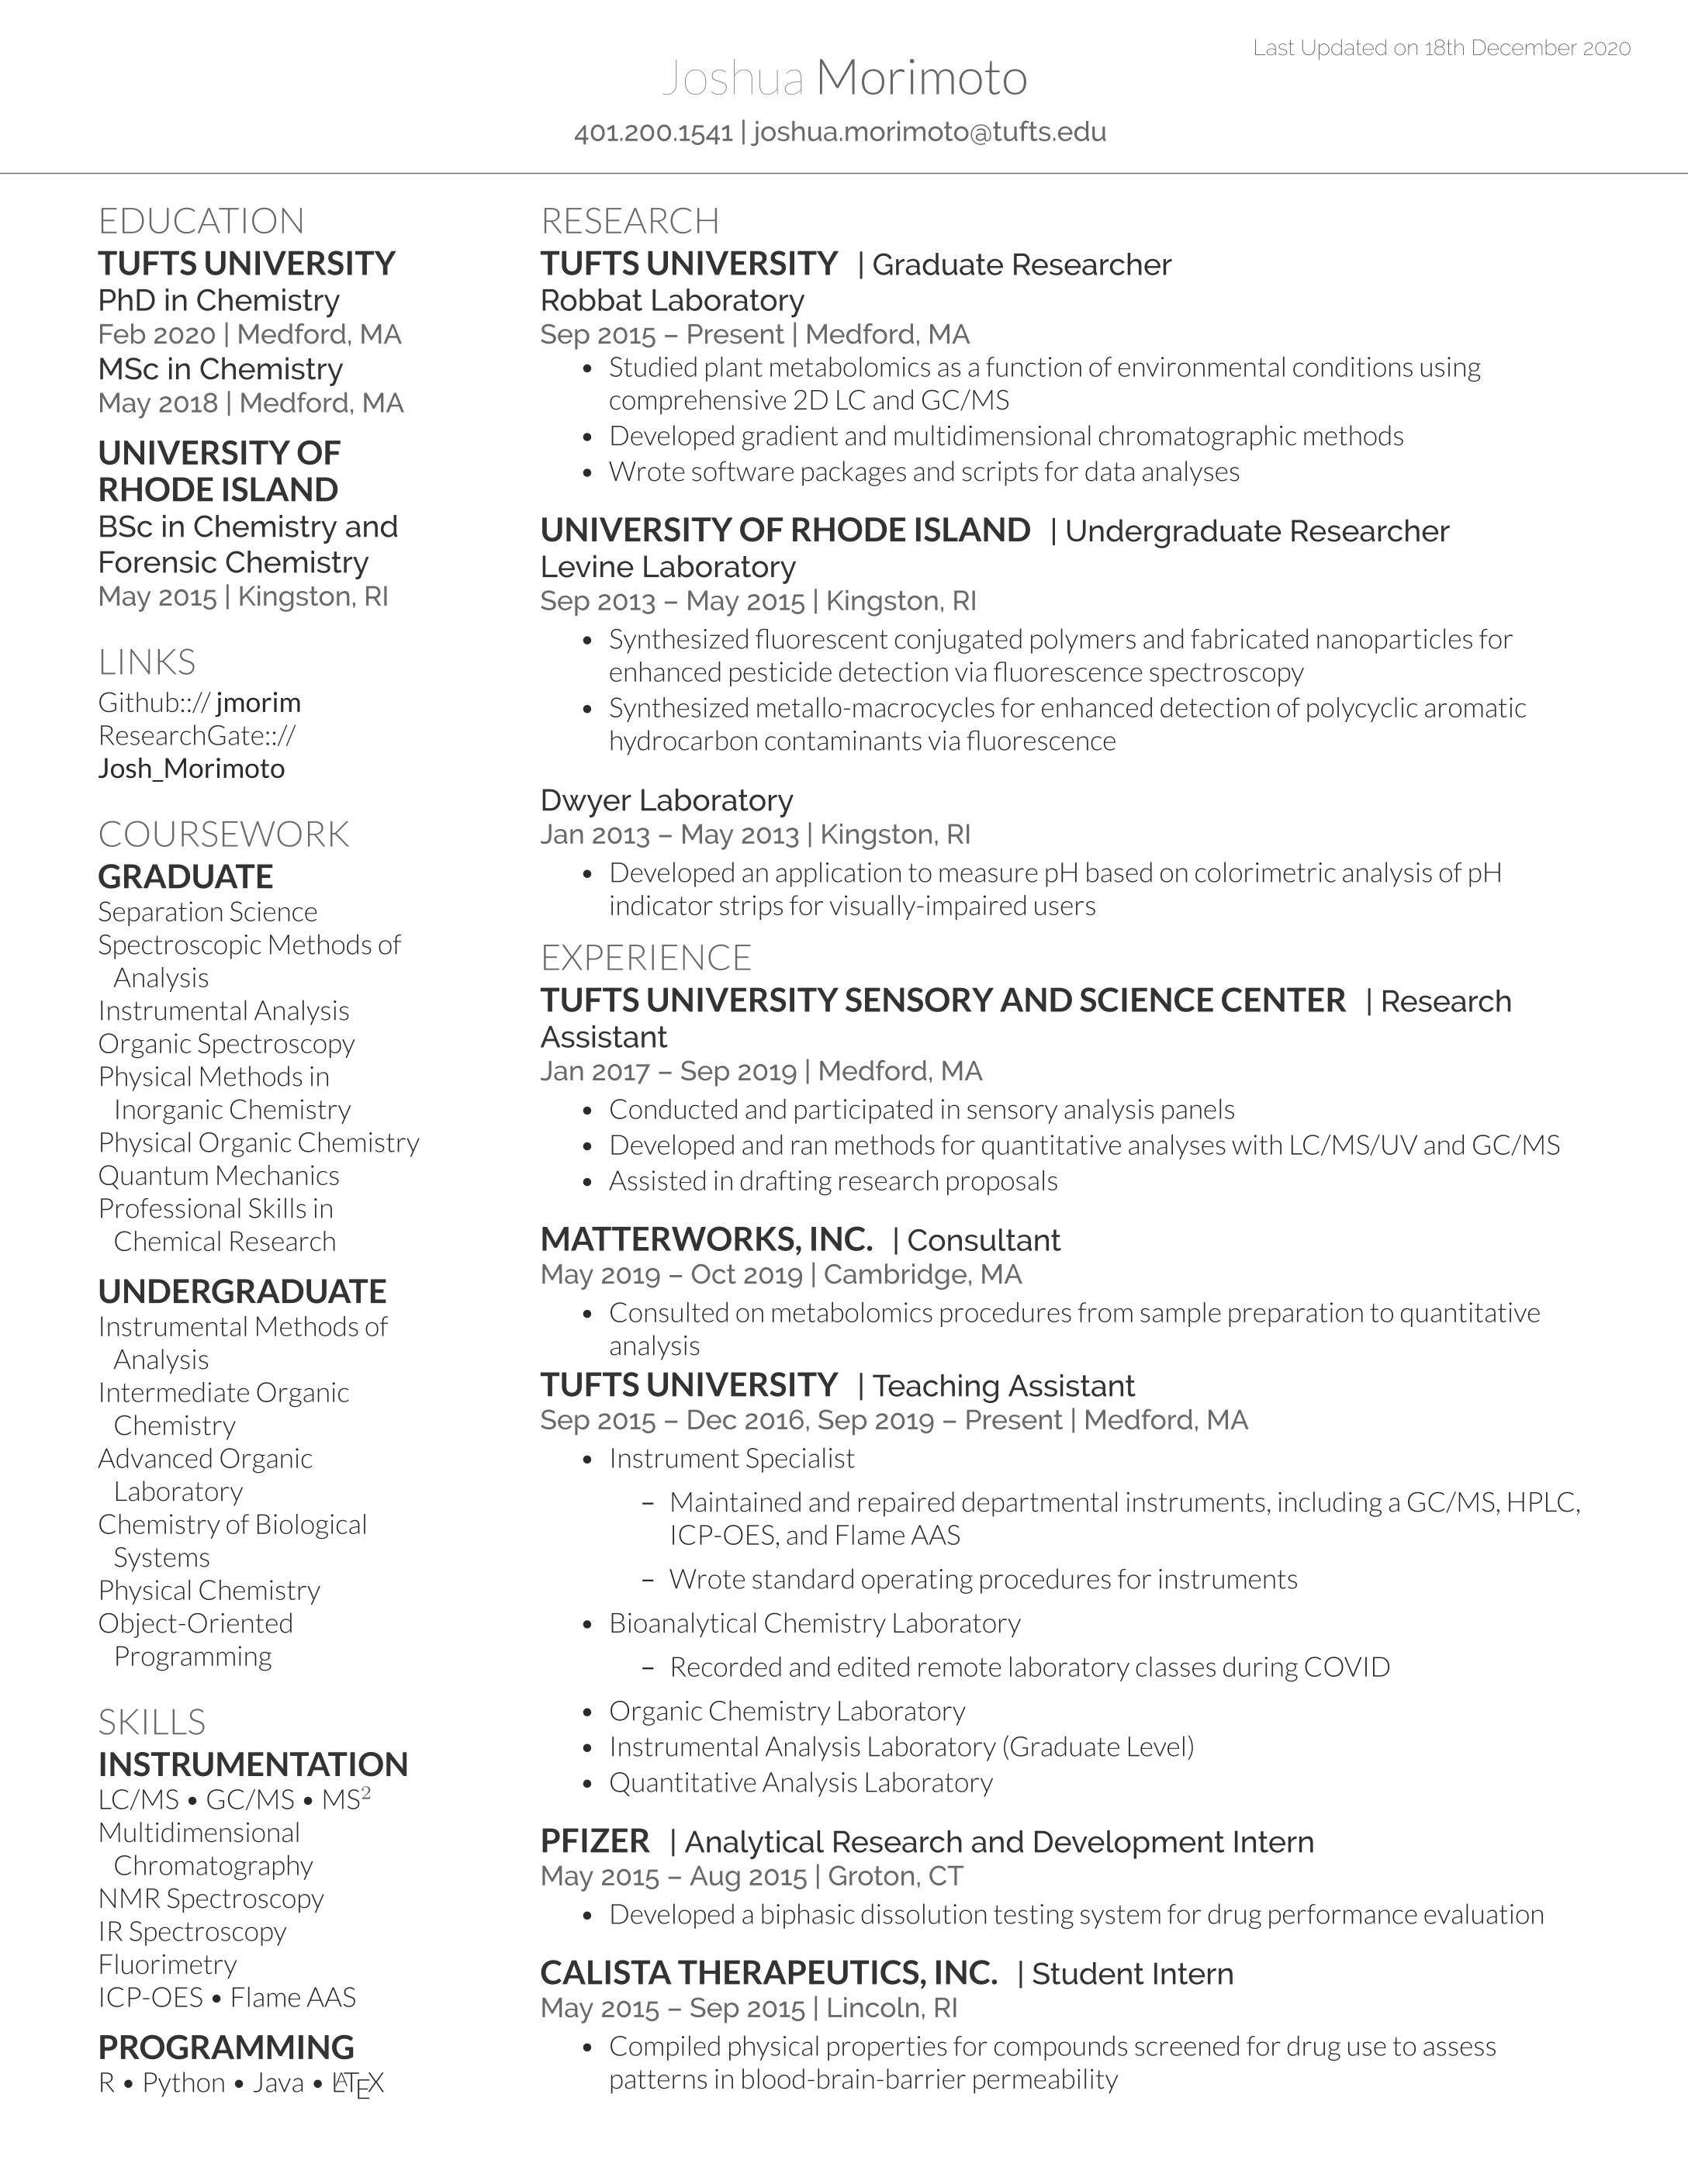 Last Updated on 18th December 2020
Joshua Morimoto
401.200.1541 | joshua.morimoto@tufts.edu
EDUCATION
TUFTS UNIVERSITY
PhD in Chemistry
Feb 2020 | Medford, MA
MSc in Chemistry
May 2018 | Medford, MA
UNIVERSITY OF
RHODE ISLAND
BSc in Chemistry and
Forensic Chemistry
May 2015 | Kingston, RI
LINKS
Github:// jmorim
ResearchGate://
Josh_Morimoto
COURSEWORK
GRADUATE
Separation Science
Spectroscopic Methods of
Analysis
Instrumental Analysis
Organic Spectroscopy
Physical Methods in
Inorganic Chemistry
Physical Organic Chemistry
Quantum Mechanics
Professional Skills in
Chemical Research
UNDERGRADUATE
Instrumental Methods of
Analysis
Intermediate Organic
Chemistry
Advanced Organic
Laboratory
Chemistry of Biological
Systems
Physical Chemistry
Object-Oriented
Programming
SKILLS
INSTRUMENTATION
LC/MS • GC/MS • MS²
Multidimensional
Chromatography
NMR Spectroscopy
IR Spectroscopy
Fluorimetry
ICP-OES • Flame AAS
PROGRAMMING
R • Python • Java • LATEX
RESEARCH
TUFTS UNIVERSITY | Graduate Researcher
Robbat Laboratory
Sep 2015 – Present | Medford, MA
• Studied plant metabolomics as a function of environmental conditions using
comprehensive 2D LC and GC/MS
• Developed gradient and multidimensional chromatographic methods
• Wrote software packages and scripts for data analyses
UNIVERSITY OF RHODE ISLAND | Undergraduate Researcher
Levine Laboratory
Sep 2013 – May 2015 | Kingston, RI
• Synthesized fluorescent conjugated polymers and fabricated nanoparticles for
enhanced pesticide detection via fluorescence spectroscopy
• Synthesized metallo-macrocycles for enhanced detection of polycyclic aromatic
hydrocarbon contaminants via fluorescence
Dwyer Laboratory
Jan 2013 – May 2013 | Kingston, RI
• Developed an application to measure pH based on colorimetric analysis of pH
indicator strips for visually-impaired users
EXPERIENCE
TUFTS UNIVERSITY SENSORY AND SCIENCE CENTER | Research
Assistant
Jan 2017 – Sep 2019 | Medford, MA
• Conducted and participated in sensory analysis panels
• Developed and ran methods for quantitative analyses with LC/MS/UV and GC/MS
• Assisted in drafting research proposals
MATTERWORKS, INC. | Consultant
May 2019 – Oct 2019 | Cambridge, MA
• Consulted on metabolomics procedures from sample preparation to quantitative
analysis
TUFTS UNIVERSITY | Teaching Assistant
Sep 2015 – Dec 2016, Sep 2019 – Present | Medford, MA
• Instrument Specialist
– Maintained and repaired departmental instruments, including a GC/MS, HPLC,
ICP-OES, and Flame AAS
– Wrote standard operating procedures for instruments
• Bioanalytical Chemistry Laboratory
– Recorded and edited remote laboratory classes during COVID
• Organic Chemistry Laboratory
• Instrumental Analysis Laboratory (Graduate Level)
• Quantitative Analysis Laboratory
PFIZER | Analytical Research and Development Intern
May 2015 – Aug 2015 | Groton, CT
• Developed a biphasic dissolution testing system for drug performance evaluation
CALISTA THERAPEUTICS, INC. | Student Intern
May 2015 – Sep 2015 | Lincoln, RI
• Compiled physical properties for compounds screened for drug use to assess
patterns in blood-brain-barrier permeability